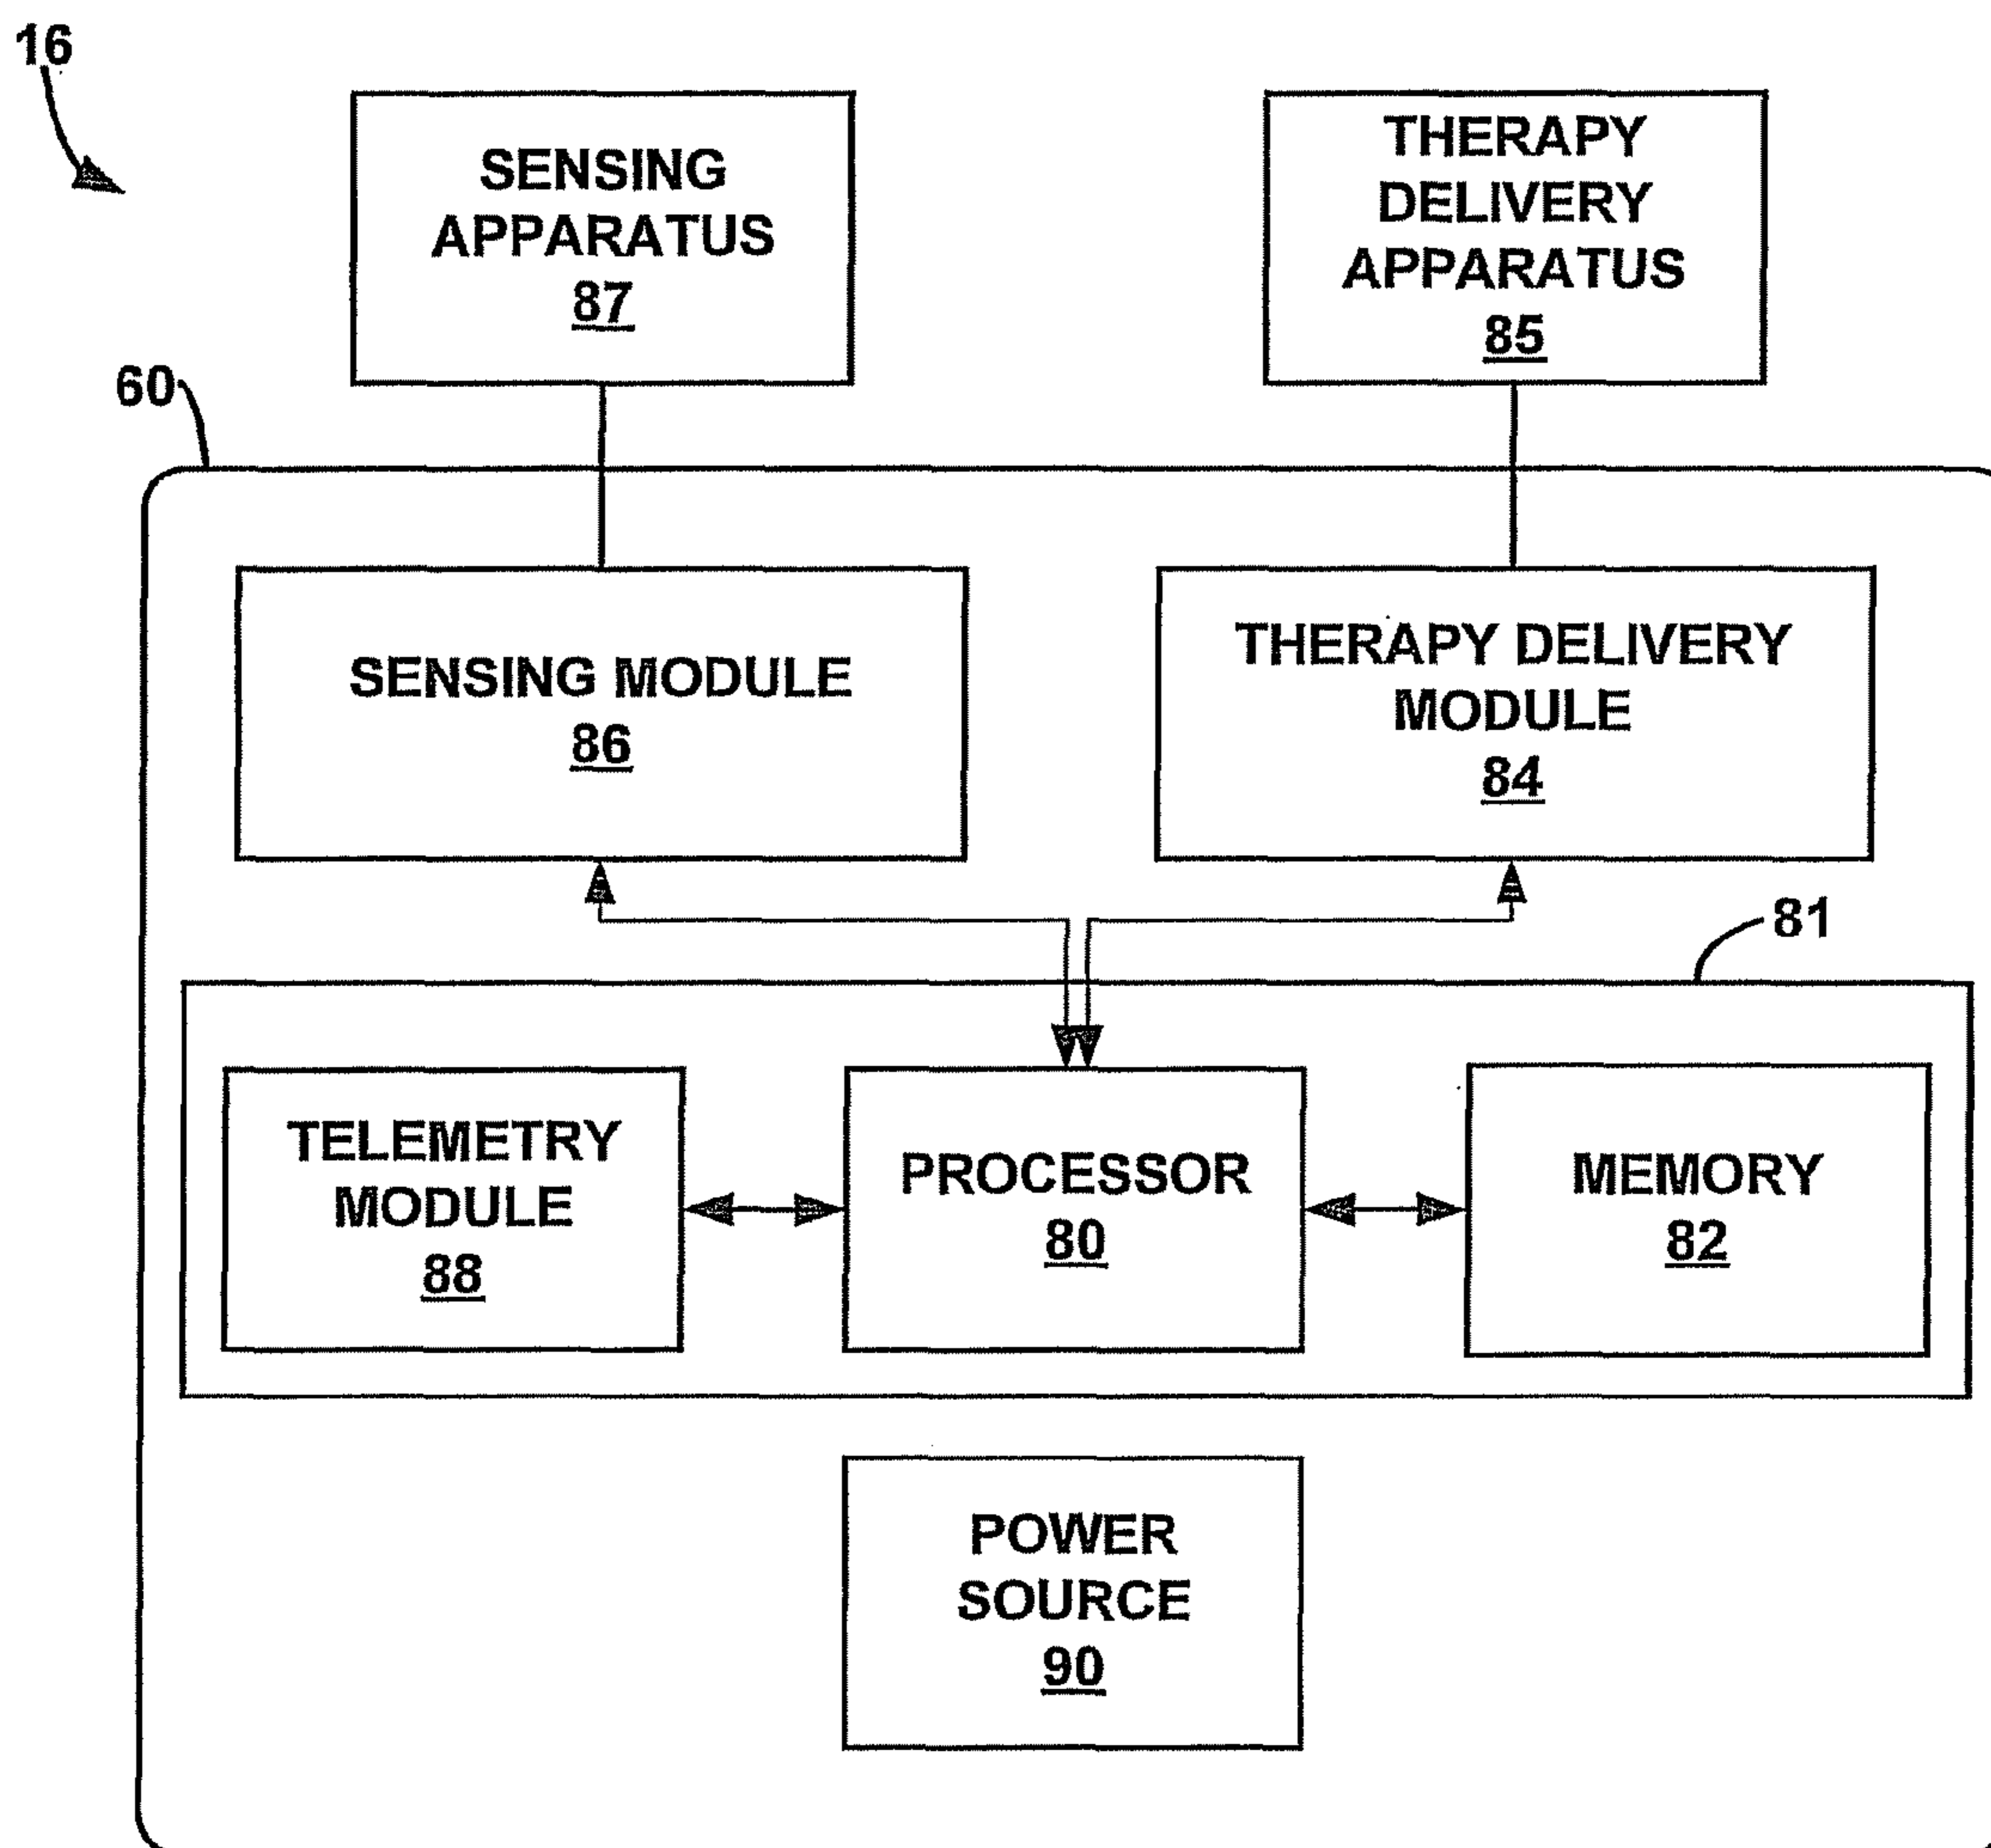 16
SENSING
APPARATUS
87
THERAPY
DELIVERY
APPARATUS
85
60
SENSING MODULE
86
THERAPY DELIVERY
MODULE
84
81
TELEMETRY
MODULE
88
PROCESSOR
80
MEMORY
82
POWER
SOURCE
90